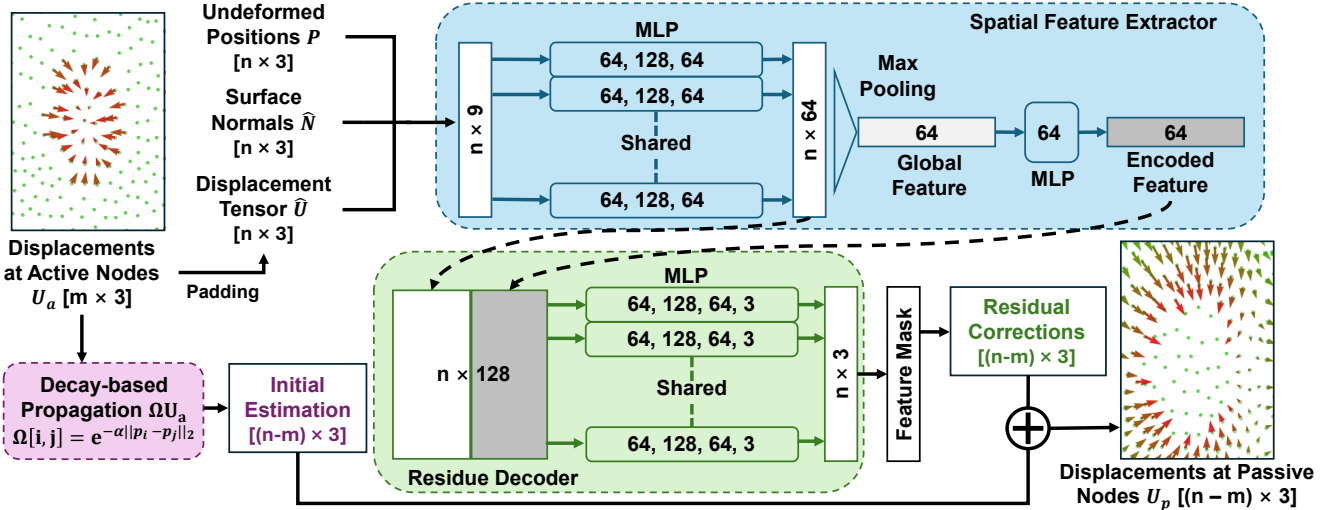 Undeformed
Positions P
[n × 3]
Surface
Normals N̂
[n × 3]
Displacement
Tensor Û
[n × 3]
Displacements
at Active Nodes
U_a [m × 3]
Padding
Spatial Feature Extractor
n × 9
MLP
64, 128, 64
64, 128, 64
Shared
64, 128, 64
n × 64
Max
Pooling
64
Global
Feature
64
MLP
64
Encoded
Feature
Decay-based
Propagation ΩU_a
Ω[i, j] = e^{-α||p_i-p_j||_2}
Initial
Estimation
[(n-m) × 3]
n × 128
MLP
64, 128, 64, 3
64, 128, 64, 3
Shared
64, 128, 64, 3
Residue Decoder
n × 3
Feature Mask
Residual
Corrections
[(n-m) × 3]
Displacements at Passive
Nodes U_p [(n − m) × 3]